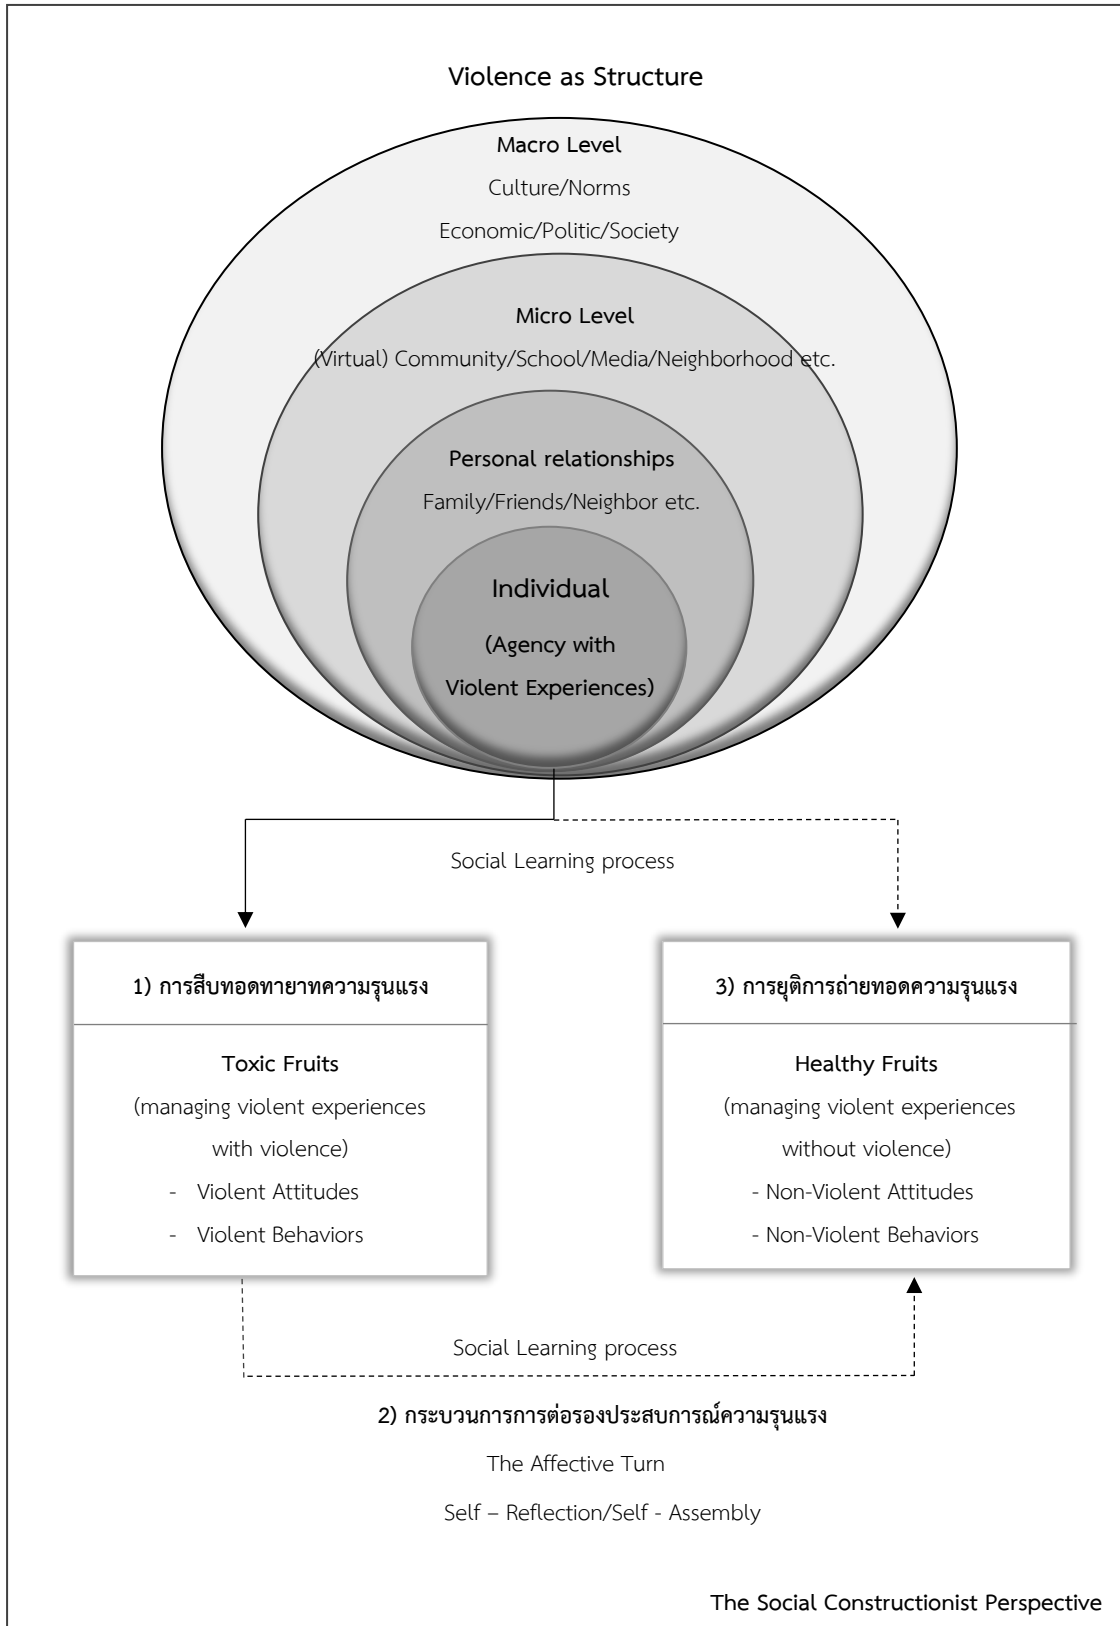 Violence as Structure
Macro Level
Culture/Norms
Economic/Politic/Society
Micro Level
(Virtual) Community/School/Media/Neighborhood etc.
Personal relationships
Family/Friends/Neighbor etc.
Individual
(Agency with
Violent Experiences)
Social Learning process
1) การสืบทอดทายาทความรุนแรง
Toxic Fruits
(managing violent experiences
with violence)
- Violent Attitudes
- Violent Behaviors
3) การยุติการถ่ายทอดความรุนแรง
Healthy Fruits
(managing violent experiences
without violence)
- Non-Violent Attitudes
- Non-Violent Behaviors
Social Learning process
2) กระบวนการการต่อรองประสบการณ์ความรุนแรง
The Affective Turn
Self – Reflection/Self - Assembly
The Social Constructionist Perspective